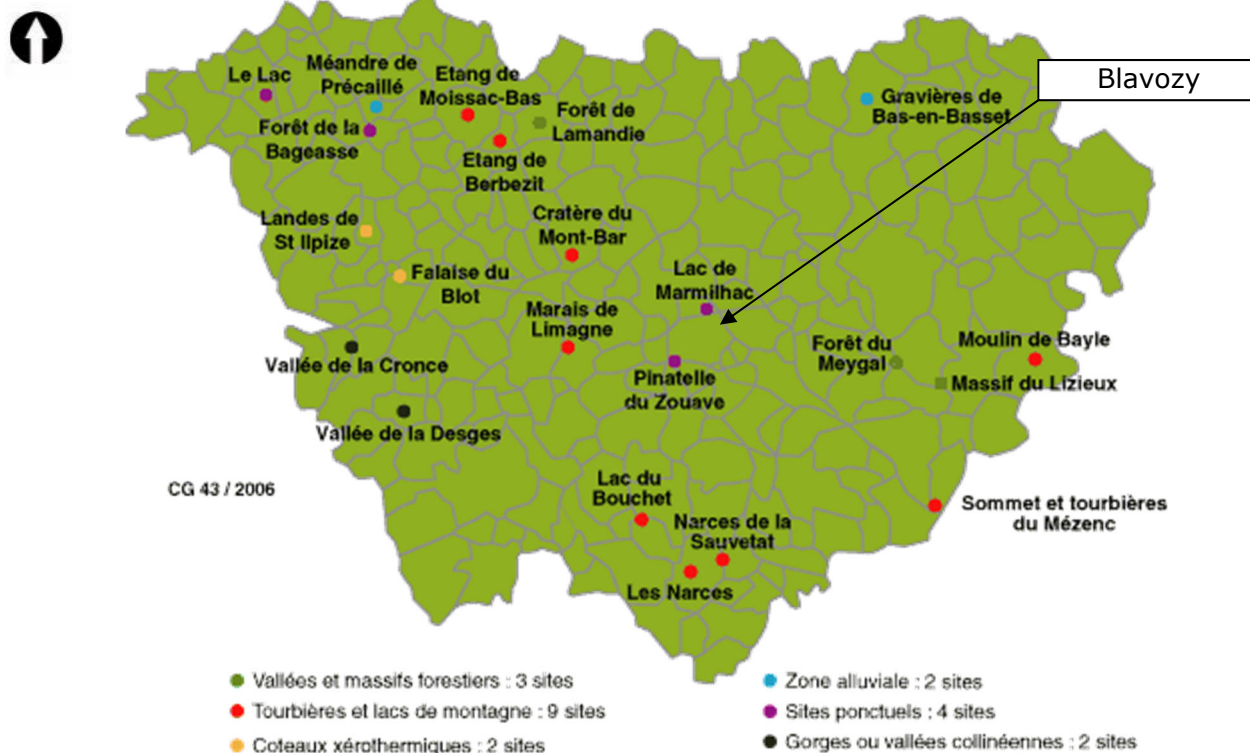 Blavozy
Le Lac
Méandre de
Précaillé
Etang de
Moissac-Bas
Forêt de
Lamandie
Gravières de
Bas-en-Basset
Forêt de la
Bageasse
Etang de
Berbezit
Landes de
St Ilpize
Cratère du
Mont-Bar
Falaise du
Blot
Lac de
Marmilhac
Marais de
Limagne
Vallée de la Cronce
Pinatelle
du Zouave
Forêt du
Meygal
Moulin de Bayle
Massif du Lizieux
Vallée de la Desges
CG 43 / 2006
Lac du
Bouchet
Narces de la
Sauvetat
Les Narces
Sommet et tourbières
du Mézenc
Vallées et massifs forestiers : 3 sites
Tourbières et lacs de montagne : 9 sites
Coteaux xérothermiques : 2 sites
Zone alluviale : 2 sites
Sites ponctuels : 4 sites
Gorges ou vallées collinéennes : 2 sites